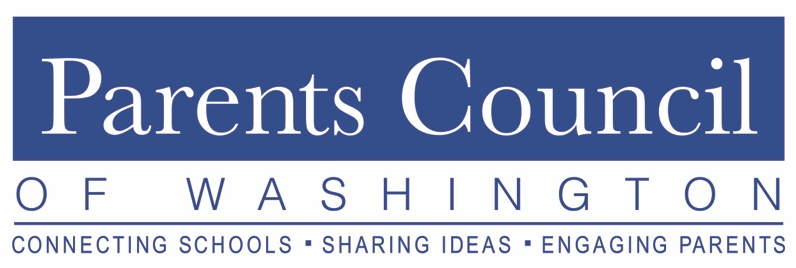 Parents Council
OF WASHINGTON
CONNECTING SCHOOLS ▪ SHARING IDEAS ▪ ENGAGING PARENTS